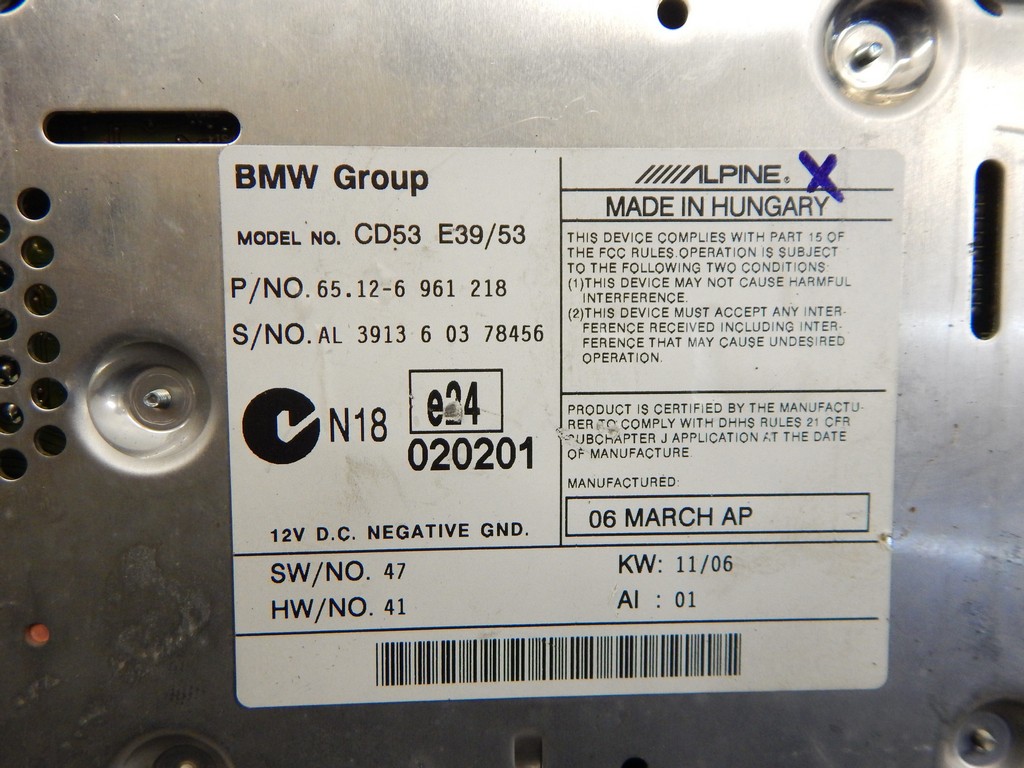 BMW Group
MODEL NO. CD53 E39/53
P/NO. 65.12-6 961 218
S/NO. AL 3913 6 03 78456
N18
e24
020201
12V D.C. NEGATIVE GND.
ALPINE® X
MADE IN HUNGARY
THIS DEVICE COMPLIES WITH PART 15 OF
THE FCC RULES.OPERATION IS SUBJECT
TO THE FOLLOWING TWO CONDITIONS:
(1)THIS DEVICE MAY NOT CAUSE HARMFUL
INTERFERENCE.
(2)THIS DEVICE MUST ACCEPT ANY INTER-
FERENCE RECEIVED INCLUDING INTER-
FERENCE THAT MAY CAUSE UNDESIRED
OPERATION.
PRODUCT IS CERTIFIED BY THE MANUFACTU-
RER TO COMPLY WITH DHHS RULES 21 CFR
SUBCHAPTER J APPLICATION AT THE DATE
OF MANUFACTURE.
MANUFACTURED:
06 MARCH AP
SW/NO. 47
HW/NO. 41
KW: 11/06
AI : 01